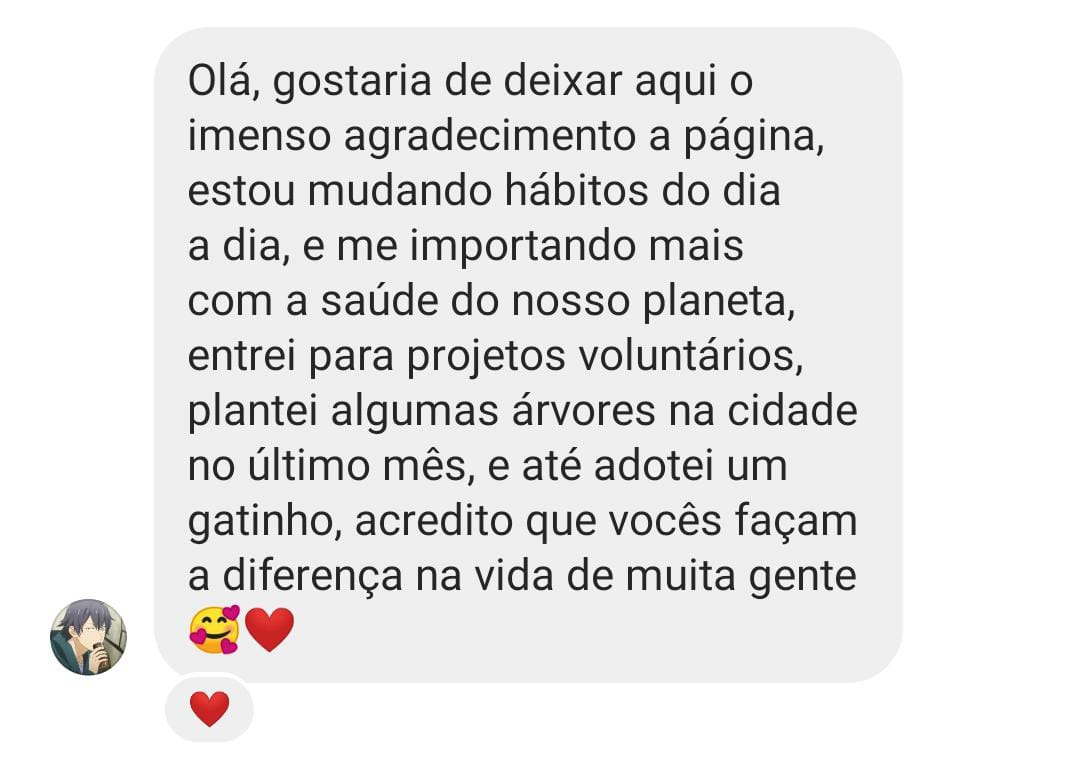 Olá, gostaria de deixar aqui o
imenso agradecimento a página,
estou mudando hábitos do dia
a dia, e me importando mais
com a saúde do nosso planeta,
entrei para projetos voluntários,
plantei algumas árvores na cidade
no último mês, e até adotei um
gatinho, acredito que vocês façam
a diferença na vida de muita gente
🥰❤️
❤️